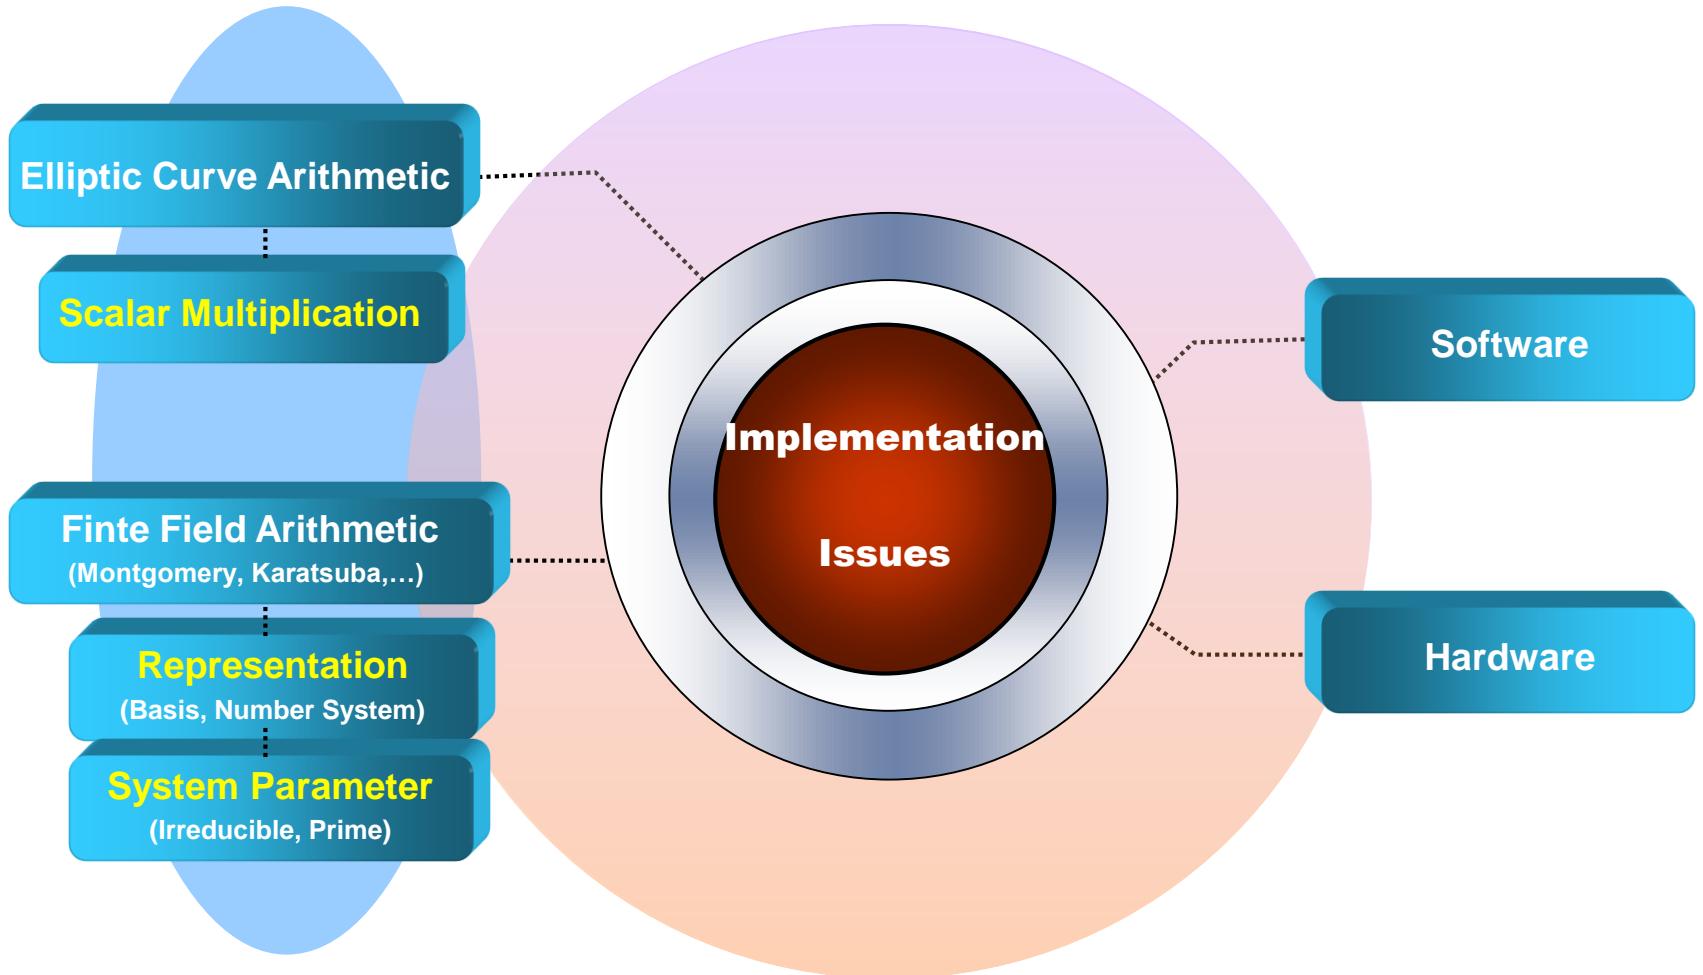 Elliptic Curve Arithmetic
Scalar Multiplication
Finte Field Arithmetic
(Montgomery, Karatsuba,...)
Representation
(Basis, Number System)
System Parameter
(Irreducible, Prime)
Implementation
Issues
Software
Hardware